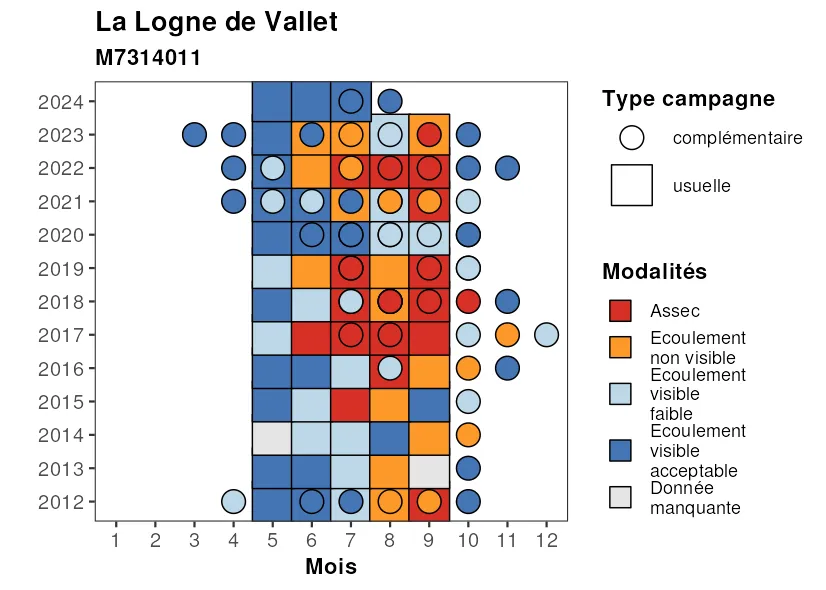 La Logne de Vallet
M7314011
2024
2023
2022
2021
2020
2019
2018
2017
2016
2015
2014
2013
2012
1 2 3 4 5 6 7 8 9 10 11 12
Mois
Type campagne
complémentaire
usuelle
Modalités
Assec
Ecoulement
non visible
Ecoulement
visible
faible
Ecoulement
visible
acceptable
Donnée
manquante